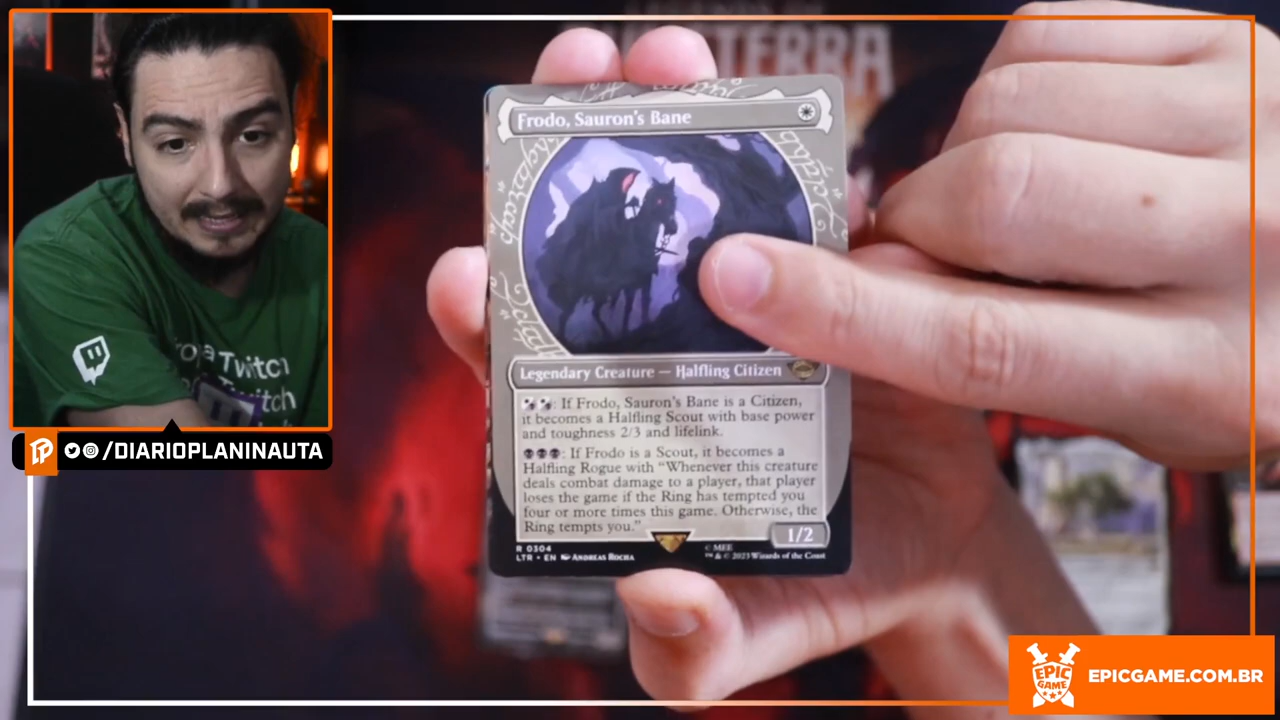 TERRA
Frodo, Sauron's Bane
Legendary Creature — Halfling Citizen
: If Frodo, Sauron's Bane is a Citizen,
it becomes a Halfling Scout with base power
and toughness 2/3 and lifelink.
: If Frodo is a Scout, it becomes a
Halfling Rogue with “Whenever this creature
deals combat damage to a player, that player
loses the game if the Ring has tempted you
four or more times this game. Otherwise, the
Ring tempts you.”
1/2
R 0304
LTR • EN ANDREAS ROCHA
© MEE
™ & © 2023 Wizards of the Coast
Twitch
/DIARIOPLANINAUTA
EPIC
GAME
EPICGAME.COM.BR